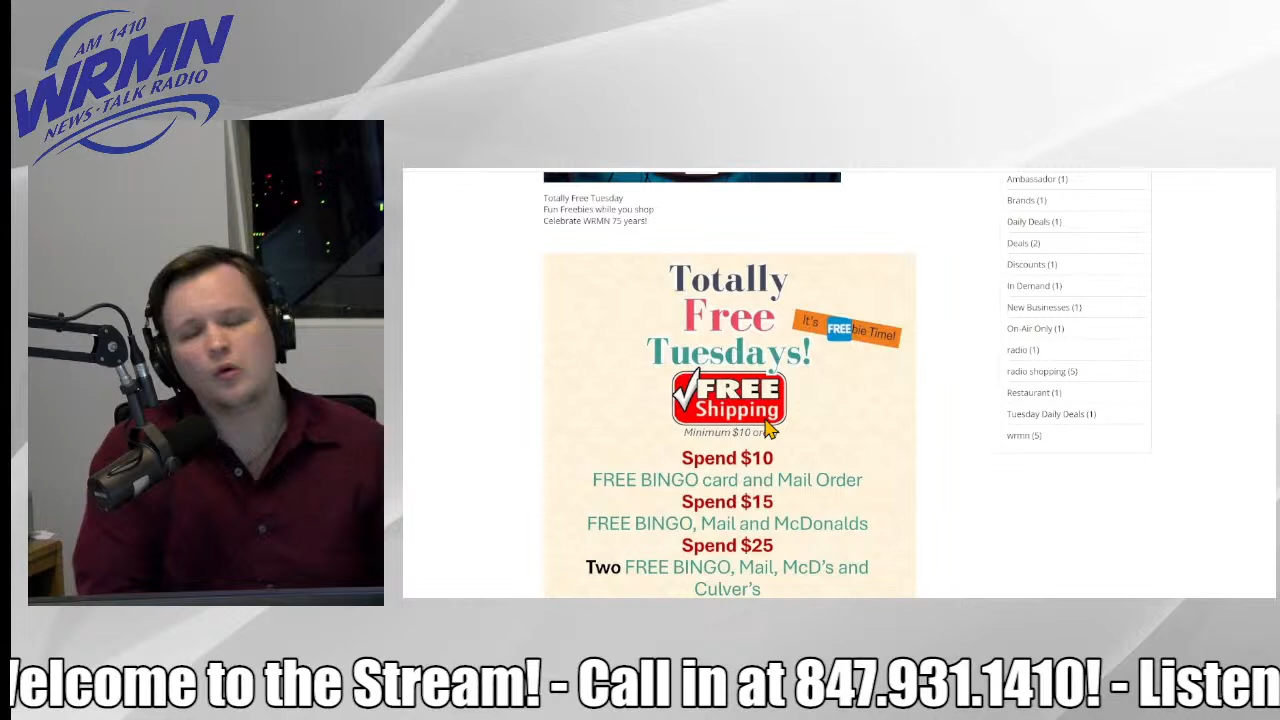 AM 1410
WRMN
NEWS·TALK RADIO
Totally Free Tuesday
Fun Freebies while you shop
Celebrate WRMN 75 years!
Totally
Free
Tuesdays!
It's FREEbie Time!
FREE
Shipping
Minimum $10
Spend $10
FREE BINGO card and Mail Order
Spend $15
FREE BINGO, Mail and McDonalds
Spend $25
Two FREE BINGO, Mail, McD's and
Culver's
Ambassador (1)
Brands (1)
Daily Deals (1)
Deals (2)
Discounts (1)
In Demand (1)
New Businesses (1)
On-Air Only (1)
radio (1)
radio shopping (5)
Restaurant (1)
Tuesday Daily Deals (1)
wrmn (5)
Welcome to the Stream! - Call in at 847.931.1410! - Listen